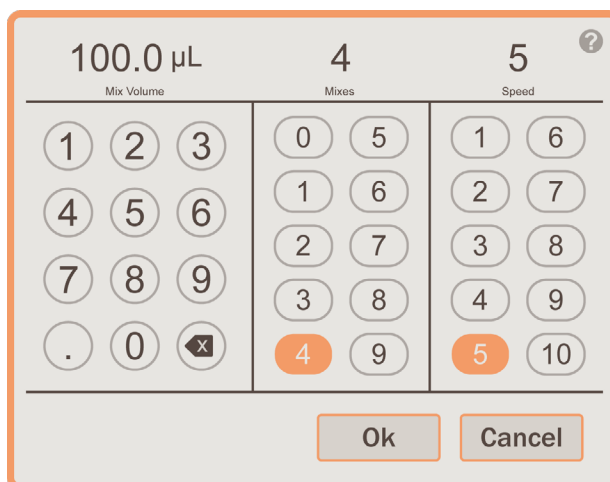 100.0 µL 4 5 ?
Mix Volume Mixes Speed
1 2 3 0 5 1 6
4 5 6 1 6 2 7
7 8 9 2 7 3 8
. 0 X 3 8 4 9
4 9 5 10
Ok Cancel